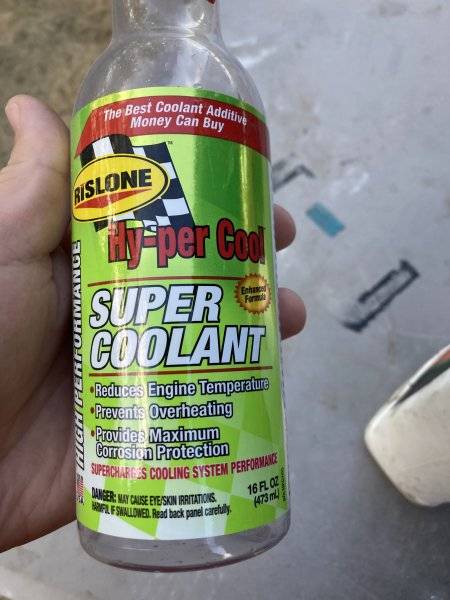 The Best Coolant Additive
Money Can Buy
RISLONE
Hy-per Cool
Enhanced
Formula
HIGH PERFORMANCE
SUPER
COOLANT
•Reduces Engine Temperature
•Prevents Overheating
•Provides Maximum
Corrosion Protection
SUPERCHARGES COOLING SYSTEM PERFORMANCE
DANGER: MAY CAUSE EYE/SKIN IRRITATIONS.
HARMFUL IF SWALLOWED. Read back panel carefully.
16 FL OZ
(473 mL)